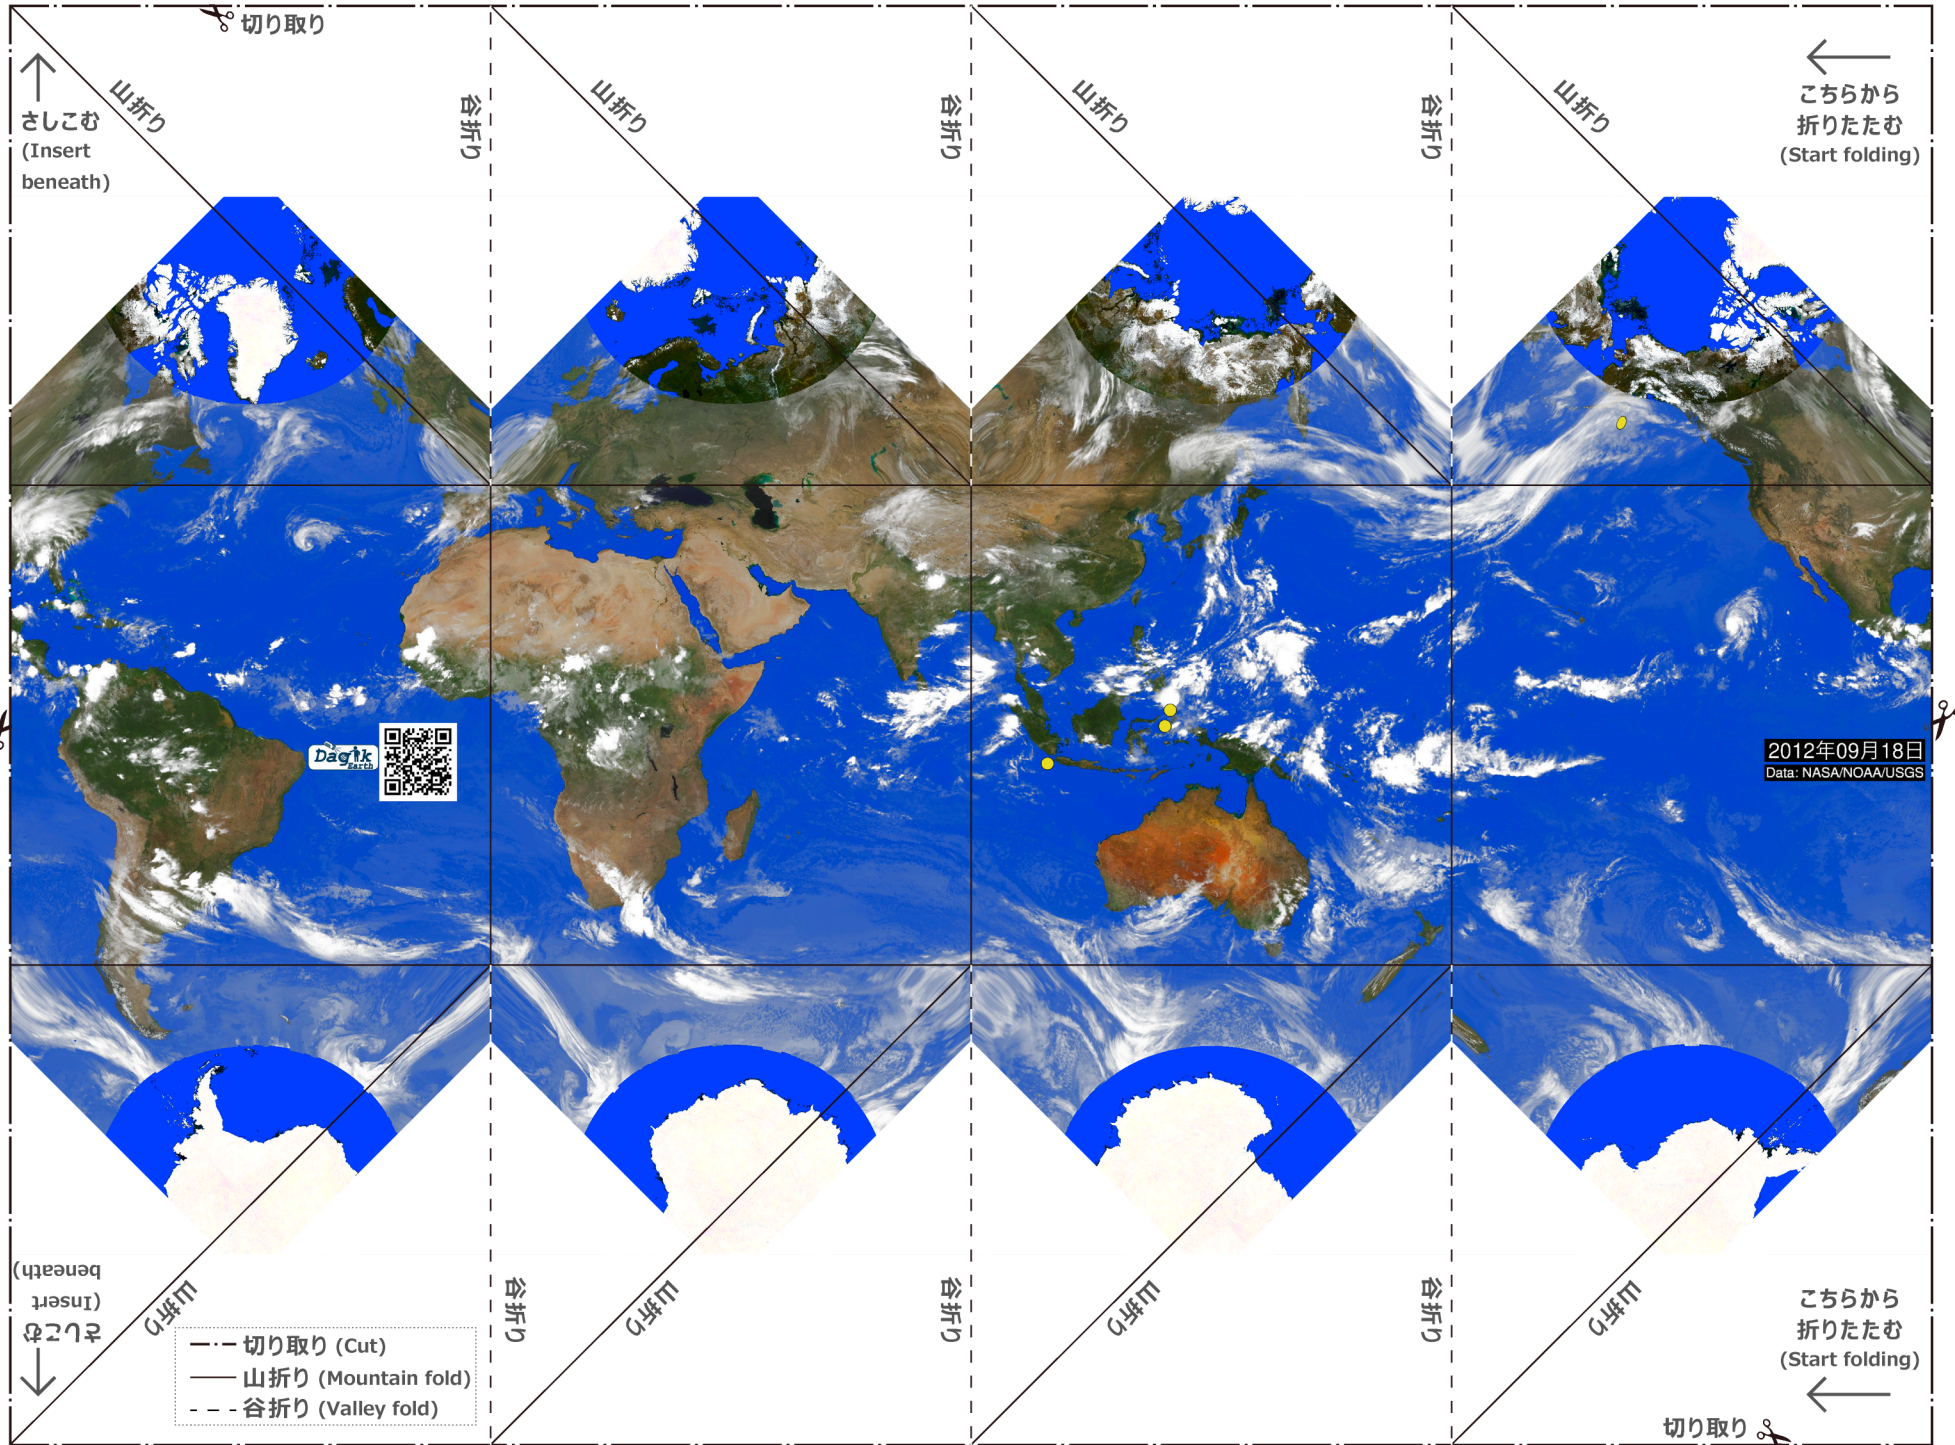 切り取り
さしこむ
(Insert
beneath)
山折り
谷折り
山折り
谷折り
山折り
谷折り
山折り
こちらから
折りたたむ
(Start folding)
Dagik
Earth
2012年09月18日
Data: NASA/NOAA/USGS
さしこむ
(Insert
beneath)
山折り
谷折り
山折り
谷折り
山折り
谷折り
山折り
こちらから
折りたたむ
(Start folding)
切り取り (Cut)
山折り (Mountain fold)
谷折り (Valley fold)
切り取り